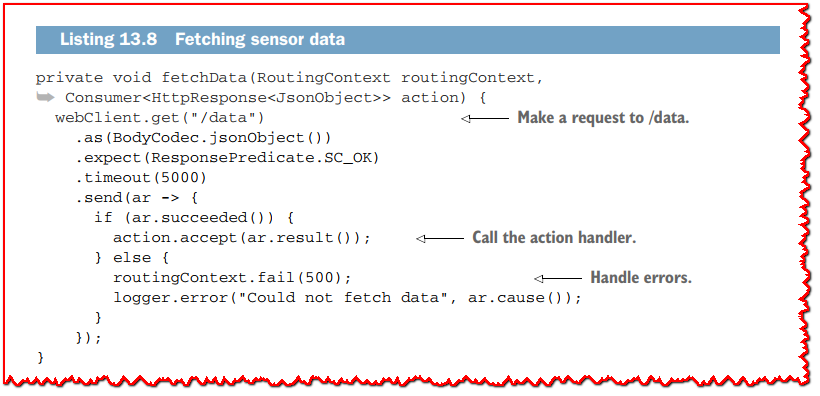 Listing 13.8 Fetching sensor data
private void fetchData(RoutingContext routingContext,
➥ Consumer<HttpResponse<JsonObject>> action) {
webClient.get("/data") Make a request to /data.
.as(BodyCodec.jsonObject())
.expect(ResponsePredicate.SC_OK)
.timeout(5000)
.send(ar -> {
if (ar.succeeded()) {
action.accept(ar.result()); Call the action handler.
} else {
routingContext.fail(500); Handle errors.
logger.error("Could not fetch data", ar.cause());
}
});
}